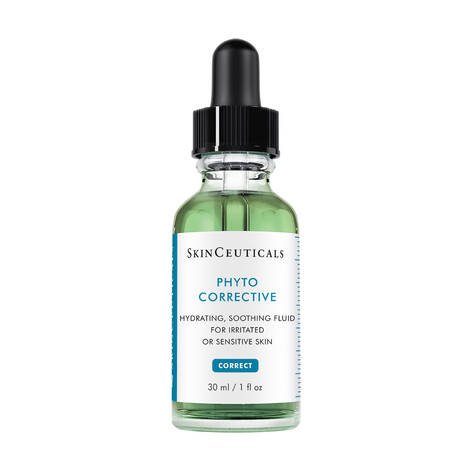 SKINCEUTICALS
PHYTO
CORRECTIVE
HYDRATING, SOOTHING FLUID
FOR IRRITATED
OR SENSITIVE SKIN
CORRECT
30 ml / 1 fl oz